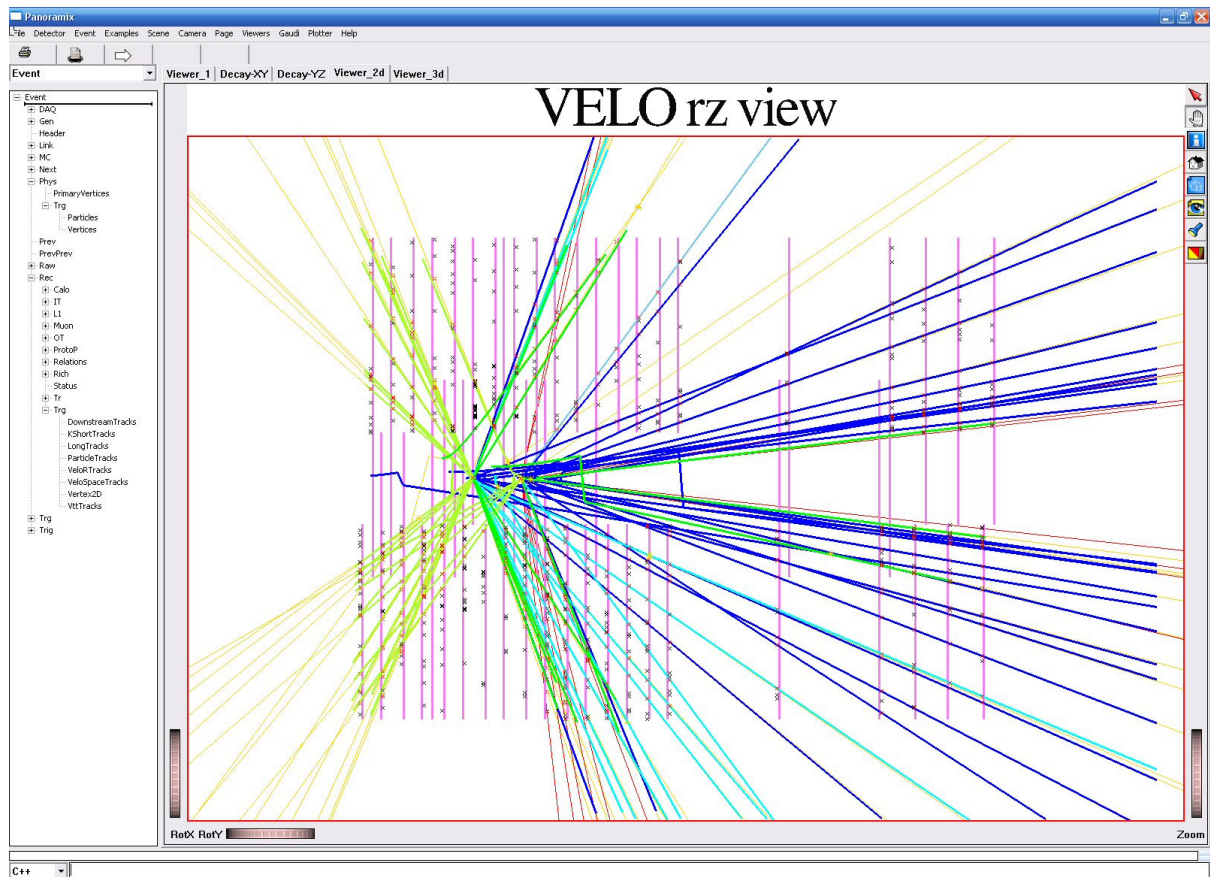 Panoramix
File Detector Event Examples Scene Camera Page Viewers Gaudi Plotter Help
Event
Viewer_1 Decay-XY Decay-YZ Viewer_2d Viewer_3d
VELO rz view
Event
DAQ
Gen
Header
Link
MC
Next
Phys
PrimaryVertices
Trg
Particles
Vertices
Prev
PrevPrev
Raw
Rec
Calo
IT
L1
Muon
OT
ProtoP
Relations
Rich
Status
Tr
Trg
DownstreamTracks
KShortTracks
LongTracks
ParticleTracks
VeloRTracks
VeloSpaceTracks
Vertex2D
VttTracks
Trg
Trig
RotX RotY
Zoom
C++